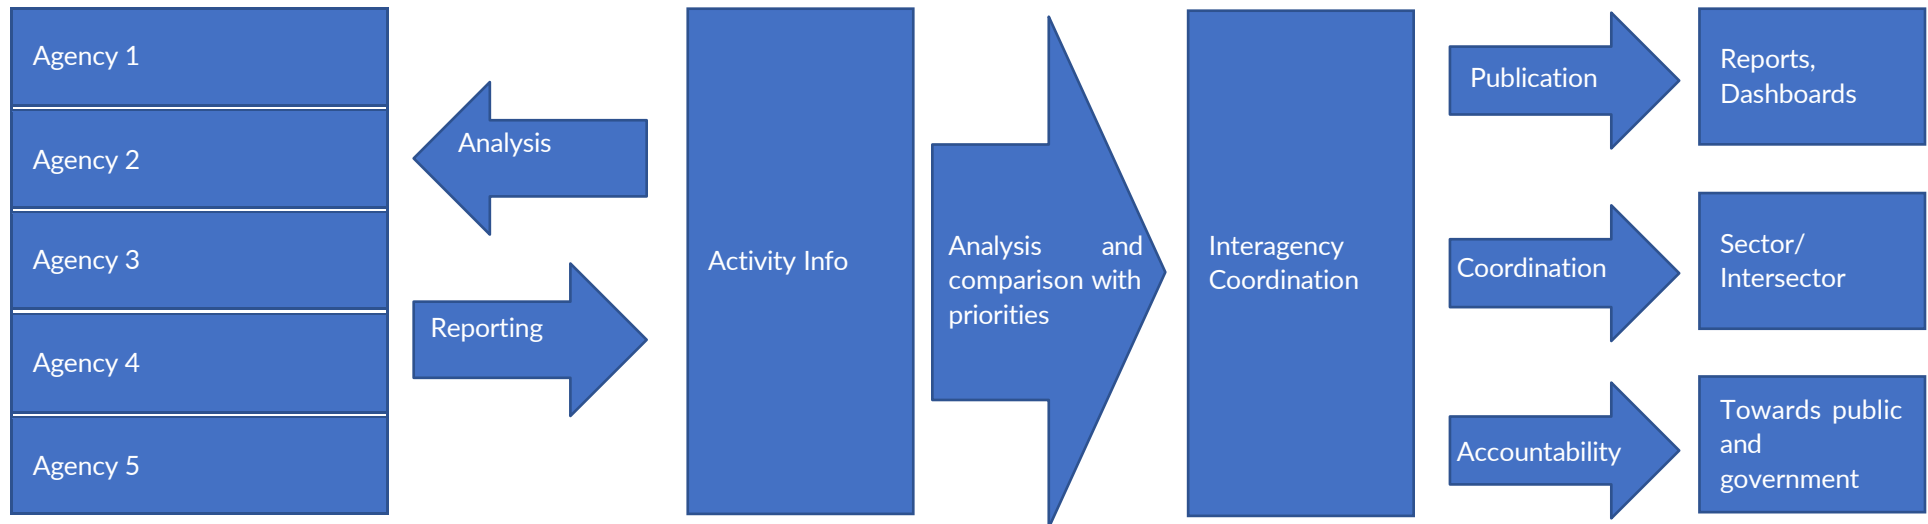 Agency 1
Agency 2
Agency 3
Agency 4
Agency 5
Analysis
Reporting
Activity Info
Analysis and
comparison with
priorities
Interagency
Coordination
Publication
Coordination
Accountability
Reports,
Dashboards
Sector/
Intersector
Towards public
and
government